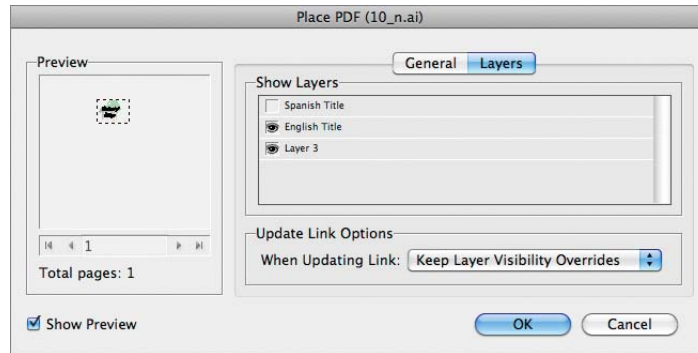 Place PDF (10_n.ai)
Preview
General Layers
Show Layers
Spanish Title
English Title
Layer 3
1
Total pages: 1
Update Link Options
When Updating Link: Keep Layer Visibility Overrides
Show Preview
OK Cancel